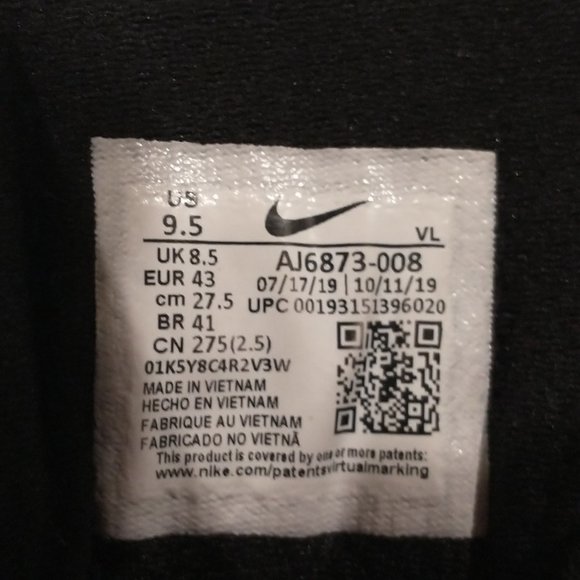 US
9.5
VL
UK 8.5
AJ6873-008
EUR 43
07/17/19 | 10/11/19
cm 27.5
UPC 00193151396020
BR 41
CN 275(2.5)
01K5Y8C4R2V3W
MADE IN VIETNAM
HECHO EN VIETNAM
FABRIQUE AU VIETNAM
FABRICADO NO VIETNÃ
This product is covered by one or more patents:
www.nike.com/patentsvirtualmarking